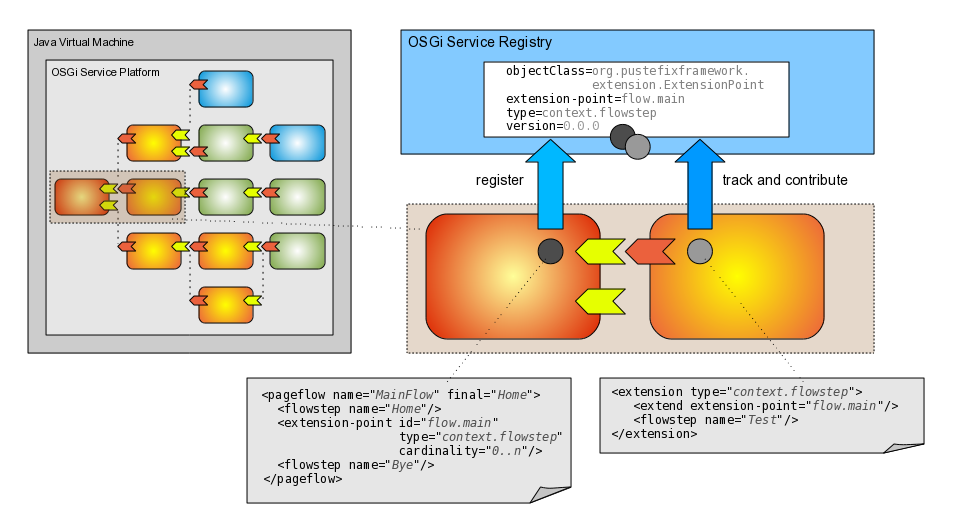 Java Virtual Machine
OSGi Service Platform
OSGi Service Registry
objectClass=org.pustefixframework.
extension.ExtensionPoint
extension-point=flow.main
type=context.flowstep
version=0.0.0
register
track and contribute
<pageflow name="MainFlow" final="Home">
<flowstep name="Home"/>
<extension-point id="flow.main"
type="context.flowstep"
cardinality="0..n"/>
<flowstep name="Bye"/>
</pageflow>
<extension type="context.flowstep">
<extend extension-point="flow.main"/>
<flowstep name="Test"/>
</extension>